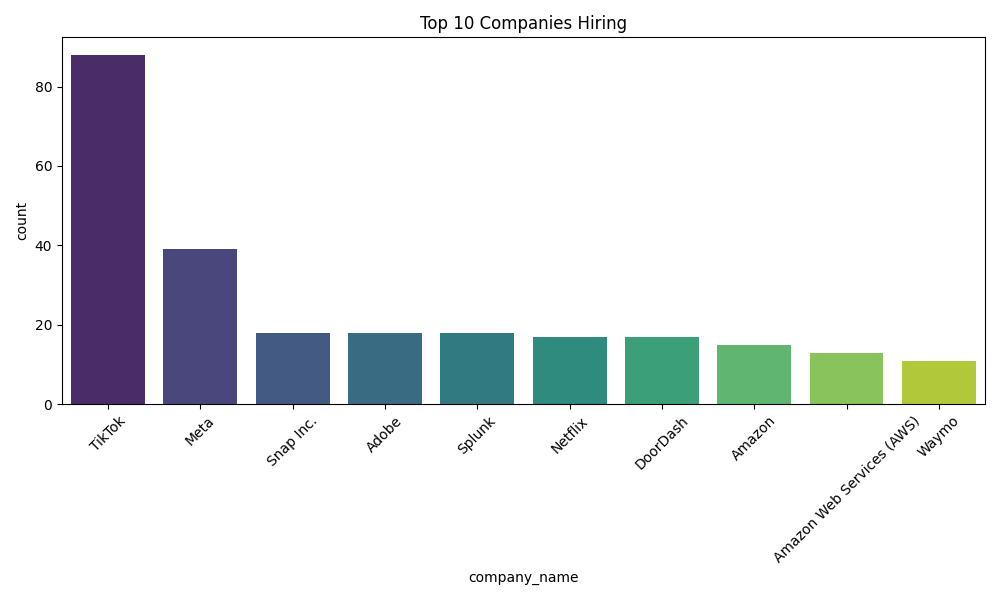 Top 10 Companies Hiring
count
80
60
40
20
0
TikTok
Meta
Snap Inc.
Adobe
Splunk
Netflix
DoorDash
Amazon
Amazon Web Services (AWS)
Waymo
company_name